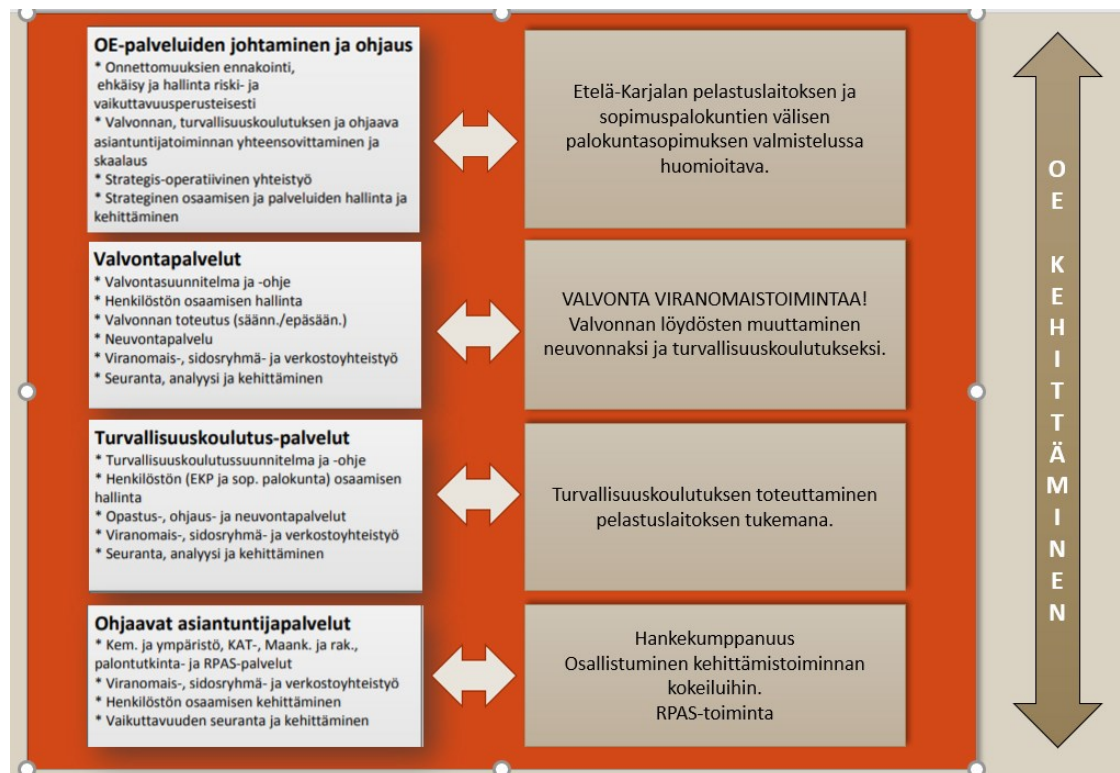 OE-palveluiden johtaminen ja ohjaus
* Onnettomuuksien ennakointi,
ehkäisy ja hallinta riski- ja
vaikuttavuusperusteisesti
* Valvonnan, turvallisuuskoulutuksen ja ohjaava
asiantuntijatoiminnan yhteensovittaminen ja
skaalaus
* Strategis-operatiivinen yhteistyö
* Strateginen osaamisen ja palveluiden hallinta ja
kehittäminen
Etelä-Karjalan pelastuslaitoksen ja
sopimuspalokuntien välisen
palokuntasopimuksen valmistelussa
huomioitava.
Valvontapalvelut
* Valvontasuunnitelma ja -ohje
* Henkilöstön osaamisen hallinta
* Valvonnan toteutus (säänn./epäsään.)
* Neuvontapalvelu
* Viranomais-, sidosryhmä- ja verkostoyhteistyö
* Seuranta, analyysi ja kehittäminen
VALVONTA VIRANOMAISTOIMINTAA!
Valvonnan löydösten muuttaminen
neuvonnaksi ja turvallisuuskoulutukseksi.
Turvallisuuskoulutus-palvelut
* Turvallisuuskoulutussuunnitelma ja -ohje
* Henkilöstön (EKP ja sop. palokunta) osaamisen
hallinta
* Opastus-, ohjaus- ja neuvontapalvelut
* Viranomais-, sidosryhmä- ja verkostoyhteistyö
* Seuranta, analyysi ja kehittäminen
Turvallisuuskoulutuksen toteuttaminen
pelastuslaitoksen tukemana.
Ohjaavat asiantuntijapalvelut
* Kem. ja ympäristö, KAT-, Maank. ja rak.,
palontutkinta- ja RPAS-palvelut
* Viranomais-, sidosryhmä- ja verkostoyhteistyö
* Henkilöstön osaamisen kehittäminen
* Vaikuttavuuden seuranta ja kehittäminen
Hankekumppanuus
Osallistuminen kehittämistoiminnan
kokeiluihin.
RPAS-toiminta
OE KEHITTÄMINEN